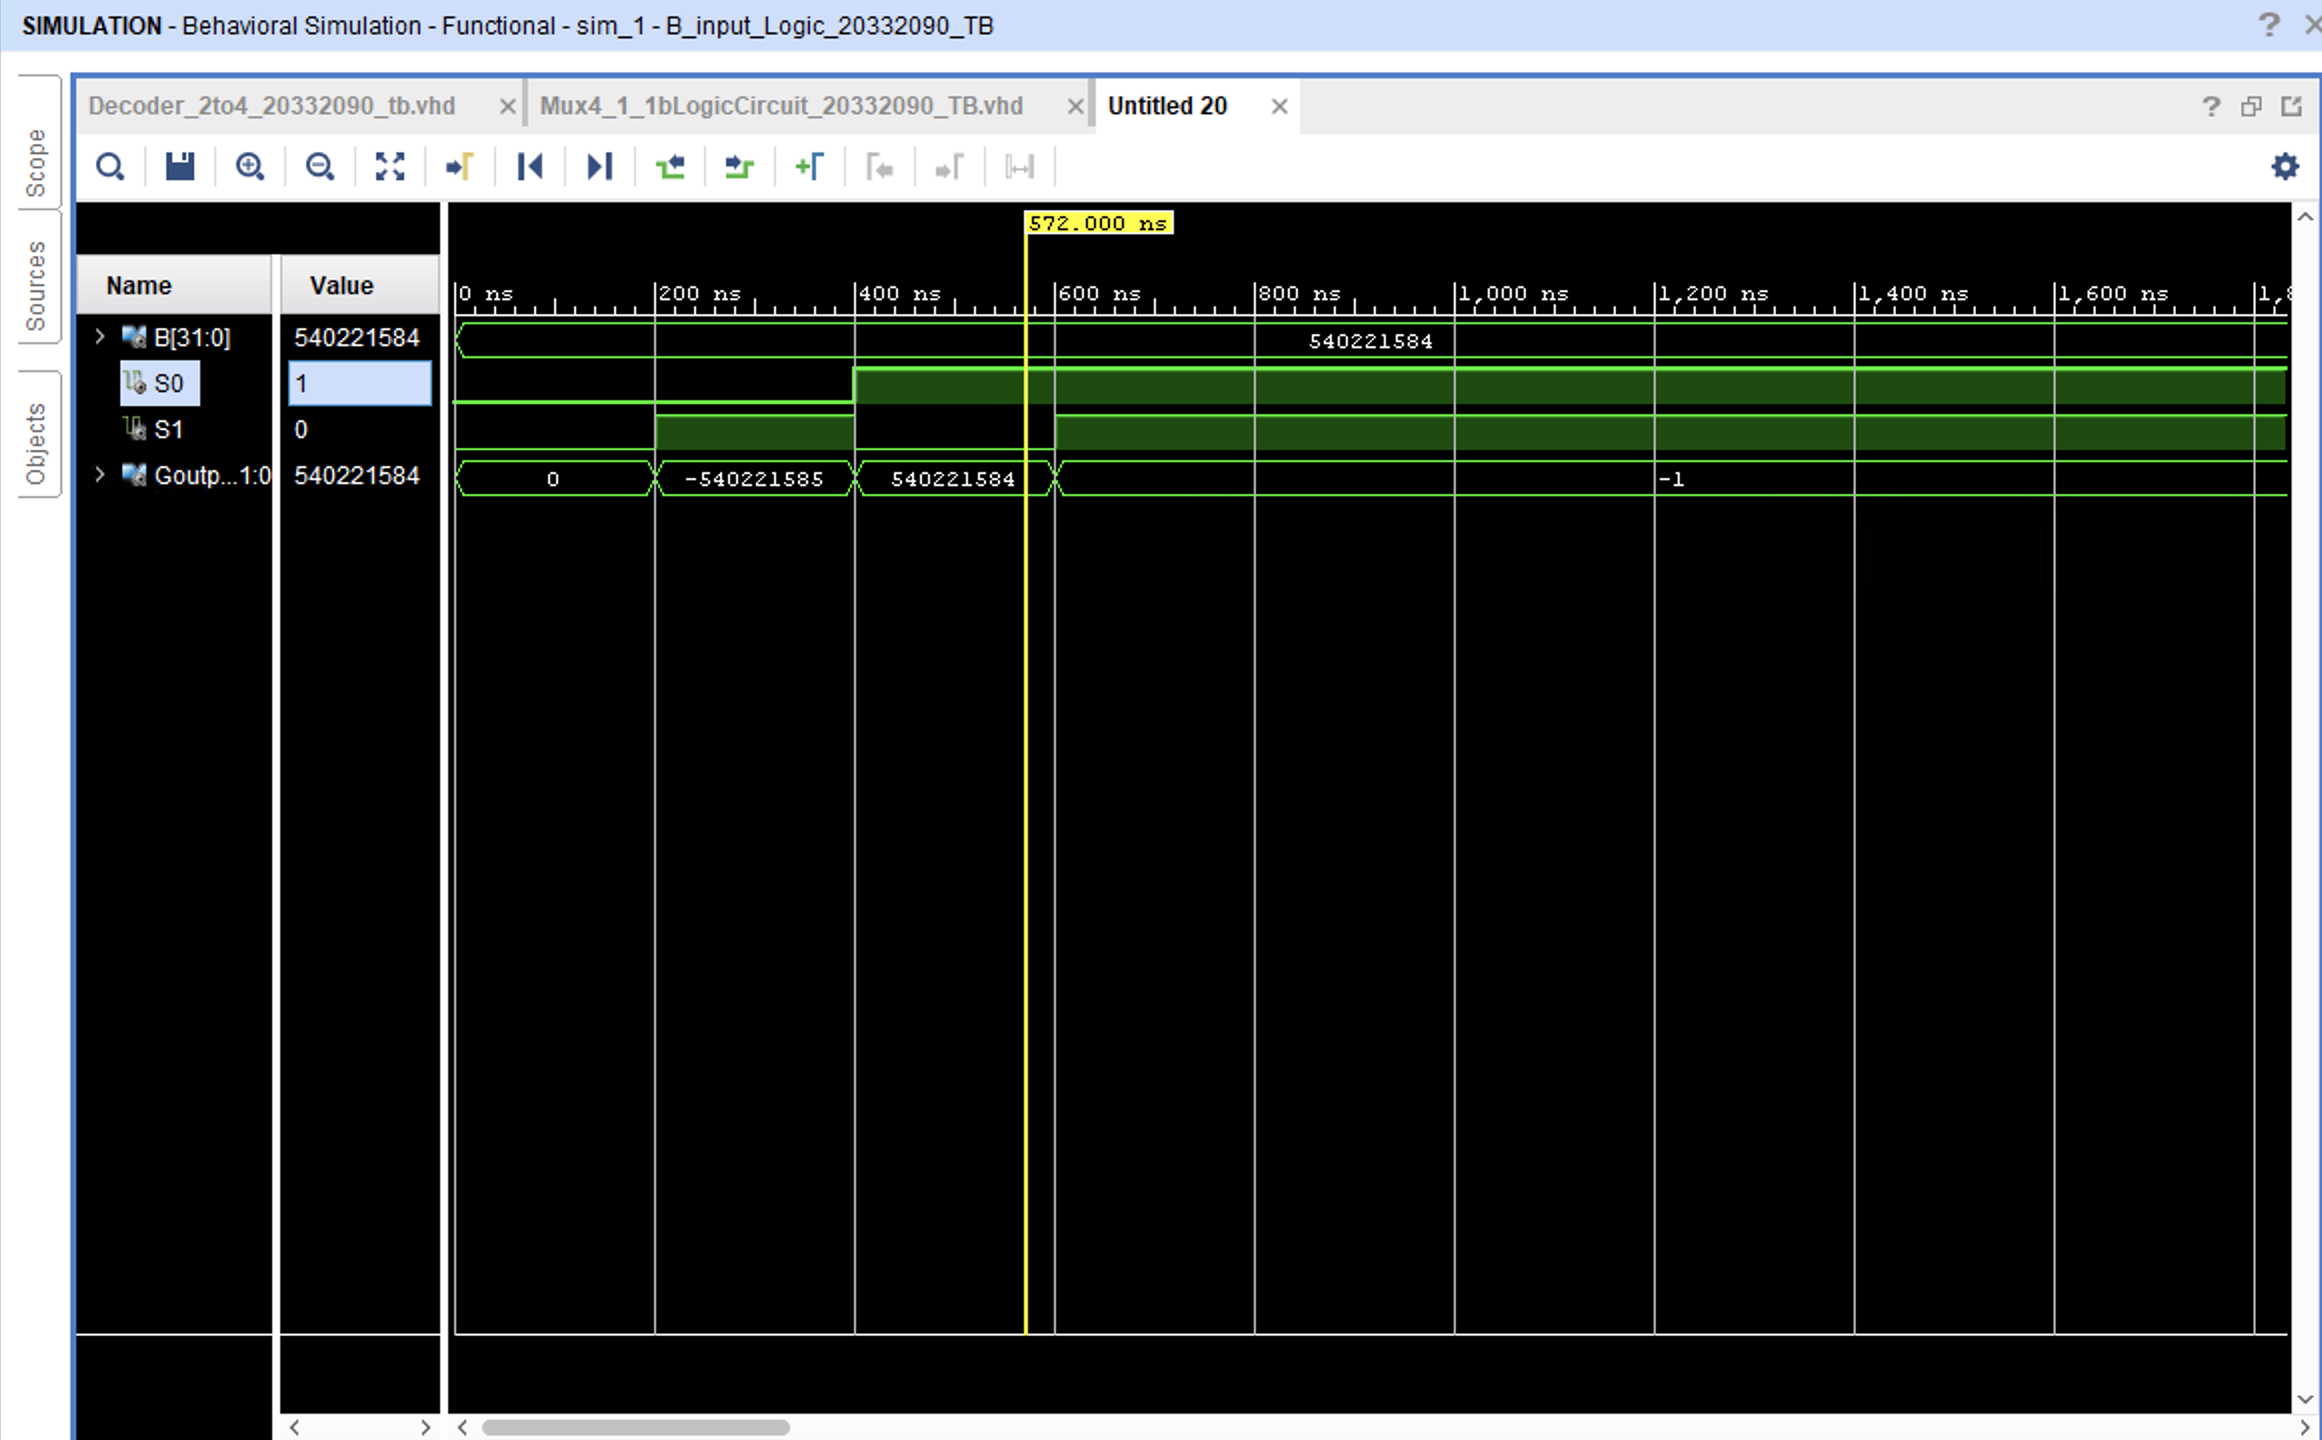 SIMULATION - Behavioral Simulation - Functional - sim_1 - B_input_Logic_20332090_TB
Scope
Sources
Objects
Decoder_2to4_20332090_tb.vhd
Mux4_1_1bLogicCircuit_20332090_TB.vhd
Untitled 20
572.000 ns
Name Value
0 ns 200 ns 400 ns 600 ns 800 ns 1,000 ns 1,200 ns 1,400 ns 1,600 ns 1,8
B[31:0] 540221584 540221584
S0 1
S1 0
Goutp...1:0 540221584 0 -540221585 540221584 -1